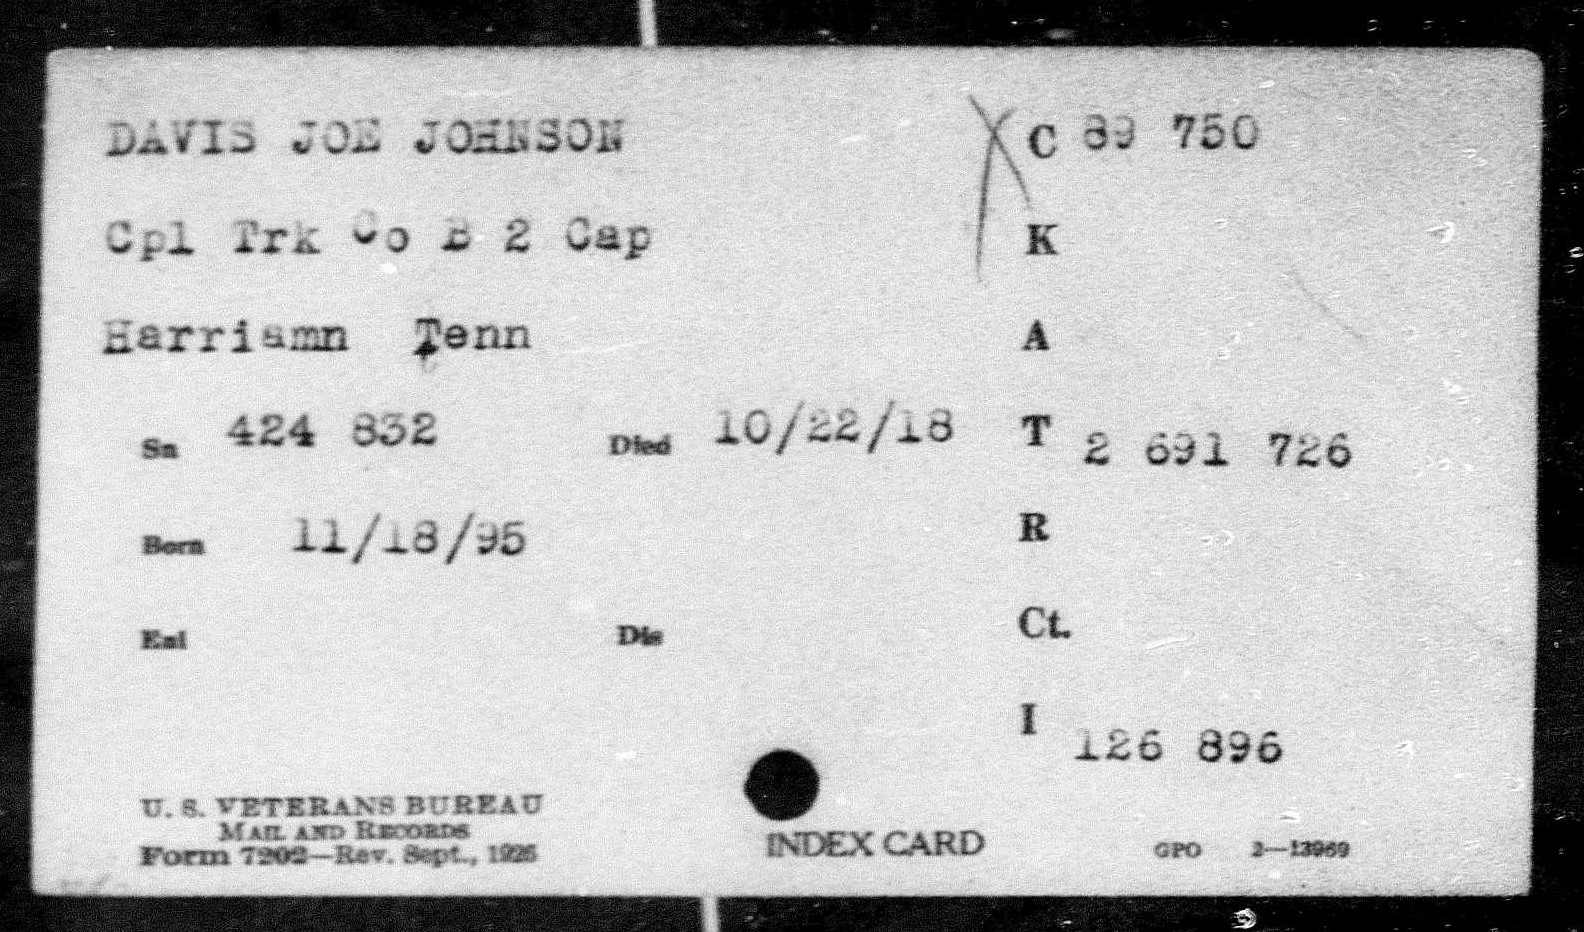 DAVIS JOE JOHNSON
C 89 750
Cpl Trk Co B 2 Cap
K
Harriamn Tenn
A
Sn 424 832 Died 10/22/18
T 2 691 726
Born 11/18/95
R
Enl Dis
Ct.
I 126 896
U. S. VETERANS BUREAU
MAIL AND RECORDS
Form 7202—Rev. Sept., 1926
INDEX CARD
GPO 2—13969